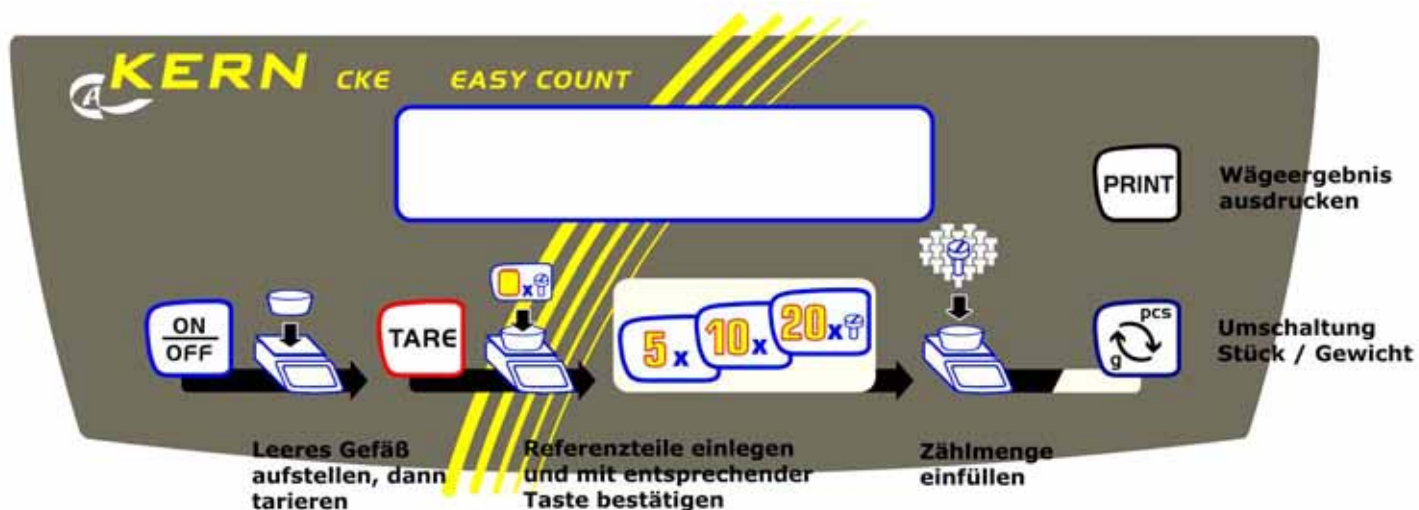 KERN CKE EASY COUNT
A
PRINT
Wägeergebnis
ausdrucken
ON
OFF
x
TARE
5x
10x
20x
pcs
g
Umschaltung
Stück / Gewicht
Leeres Gefäß
aufstellen, dann
tarieren
Referenzteile einlegen
und mit entsprechender
Taste bestätigen
Zählmenge
einfüllen